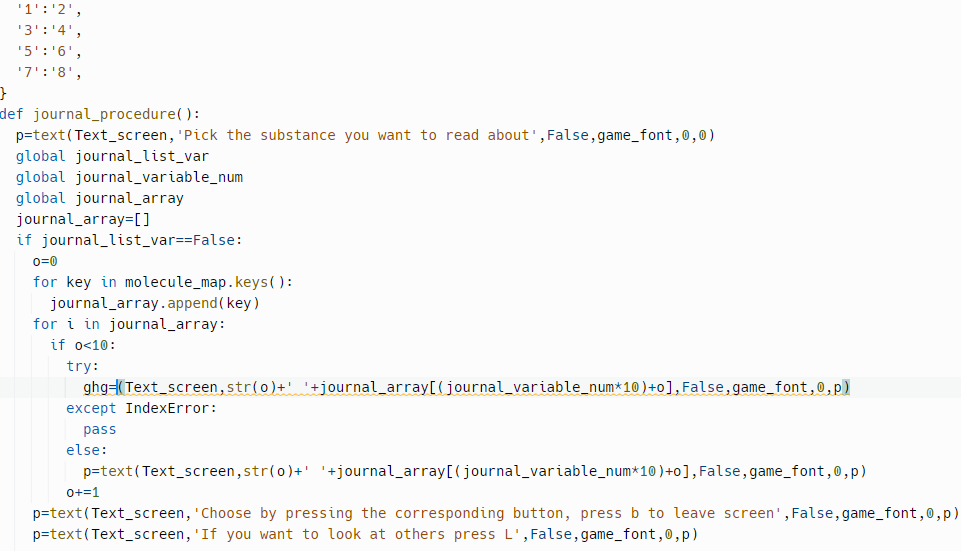 '1':'2',
'3':'4',
'5':'6',
'7':'8',
}
def journal_procedure():
p=text(Text_screen,'Pick the substance you want to read about',False,game_font,0,0)
global journal_list_var
global journal_variable_num
global journal_array
journal_array=[]
if journal_list_var==False:
o=0
for key in molecule_map.keys():
journal_array.append(key)
for i in journal_array:
if o<10:
try:
ghg=(Text_screen,str(o)+' '+journal_array[(journal_variable_num*10)+o],False,game_font,0,p)
except IndexError:
pass
else:
p=text(Text_screen,str(o)+' '+journal_array[(journal_variable_num*10)+o],False,game_font,0,p)
o+=1
p=text(Text_screen,'Choose by pressing the corresponding button, press b to leave screen',False,game_font,0,p)
p=text(Text_screen,'If you want to look at others press L',False,game_font,0,p)